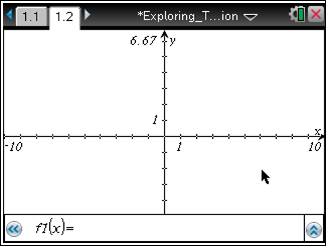 1.1 1.2 *Exploring_T...ion
6.67 y
1
x
-10 1 10
f1(x)=